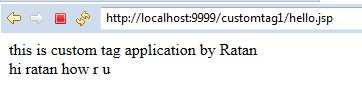 http://localhost:9999/customtag1/hello.jsp
this is custom tag application by Ratan
hi ratan how r u